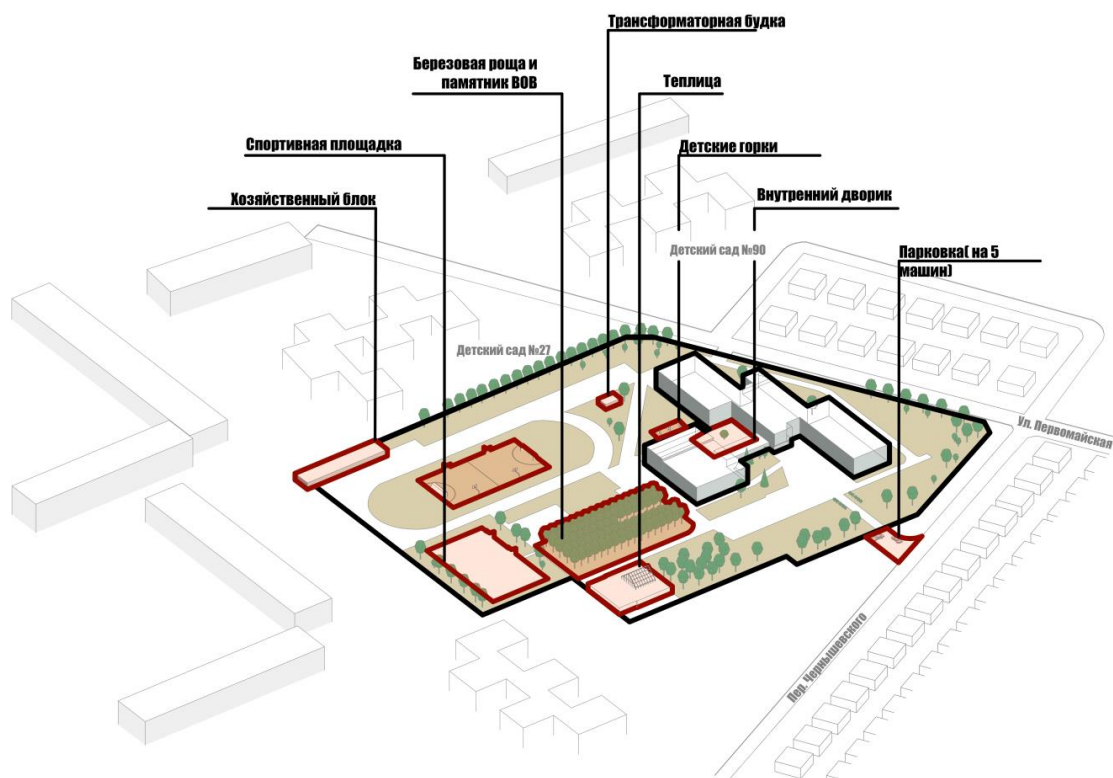 Трансформаторная будка
Березовая роща и
памятник ВОВ
Теплица
Спортивная площадка
Детские горки
Хозяйственный блок
Внутренний дворик
Детский сад №90
Парковка( на 5
машин)
Детский сад №27
Ул. Первомайская
Пер. Чернышевского